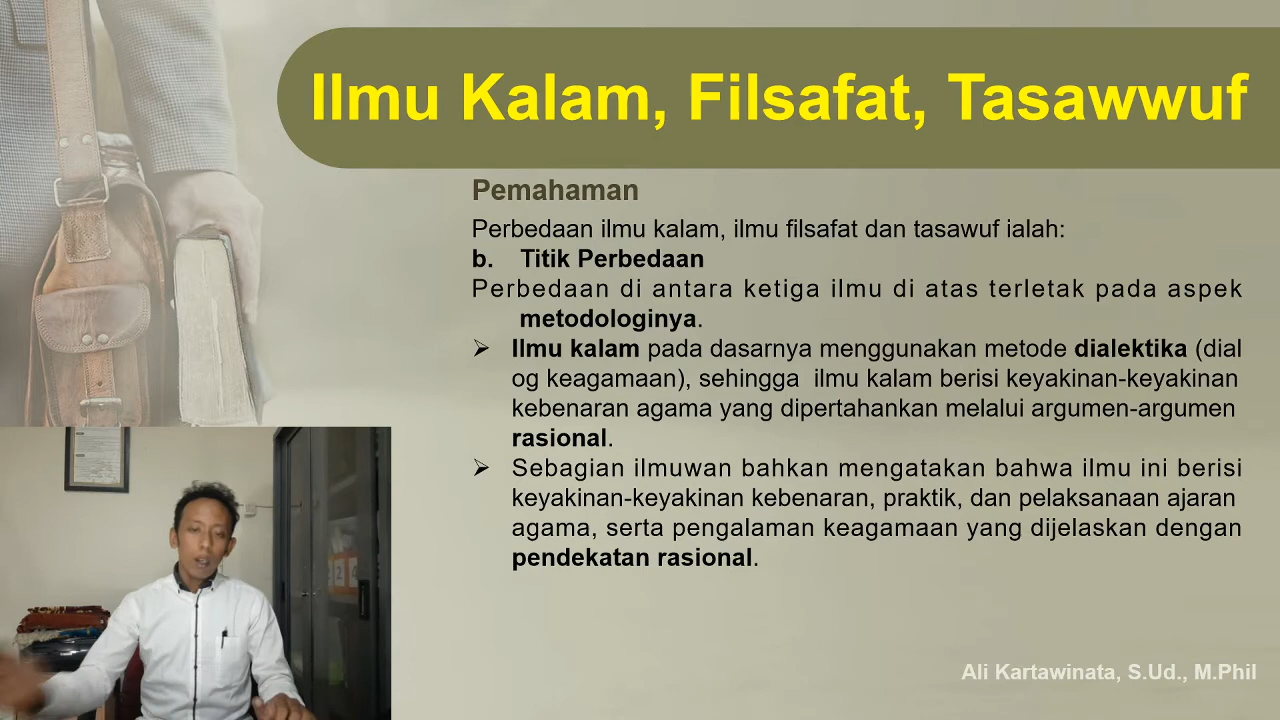 Ilmu Kalam, Filsafat, Tasawwuf
Pemahaman
Perbedaan ilmu kalam, ilmu filsafat dan tasawuf ialah:
b. Titik Perbedaan
Perbedaan di antara ketiga ilmu di atas terletak pada aspek
metodologinya.
➢ Ilmu kalam pada dasarnya menggunakan metode dialektika (dial
og keagamaan), sehingga ilmu kalam berisi keyakinan-keyakinan
kebenaran agama yang dipertahankan melalui argumen-argumen
rasional.
➢ Sebagian ilmuwan bahkan mengatakan bahwa ilmu ini berisi
keyakinan-keyakinan kebenaran, praktik, dan pelaksanaan ajaran
agama, serta pengalaman keagamaan yang dijelaskan dengan
pendekatan rasional.
Ali Kartawinata, S.Ud., M.Phil